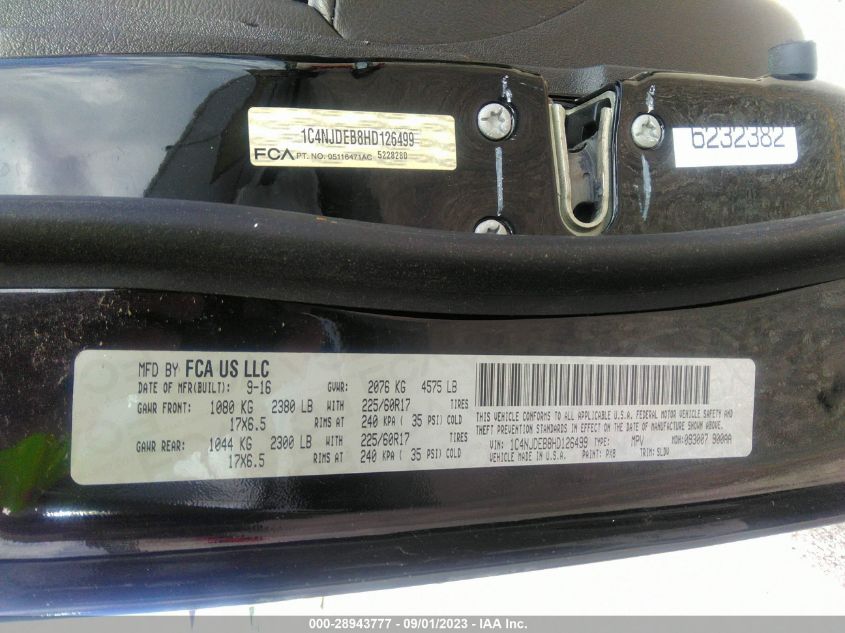 1C4NJDEB8HD126499
FCA PT. NO. 05116471AC 5228280
6232382
MFD BY FCA US LLC
DATE OF MFR(BUILT): 9-16 GVWR: 2076 KG 4575 LB
GAWR FRONT: 1080 KG 2380 LB WITH 225/60R17 TIRES
17X6.5 RIMS AT 240 KPA ( 35 PSI) COLD
GAWR REAR: 1044 KG 2300 LB WITH 225/60R17 TIRES
17X6.5 RIMS AT 240 KPA ( 35 PSI) COLD
THIS VEHICLE CONFORMS TO ALL APPLICABLE U.S.A. FEDERAL MOTOR VEHICLE SAFETY AND
THEFT PREVENTION STANDARDS IN EFFECT ON THE DATE OF MANUFACTURE SHOWN ABOVE.
VIN: 1C4NJDEB8HD126499 TYPE: MPV MDH: 083007 900AA
VEHICLE MADE IN U.S.A. PAINT: PX8 TRIM: SLDV
000-28943777 - 09/01/2023 - IAA Inc.